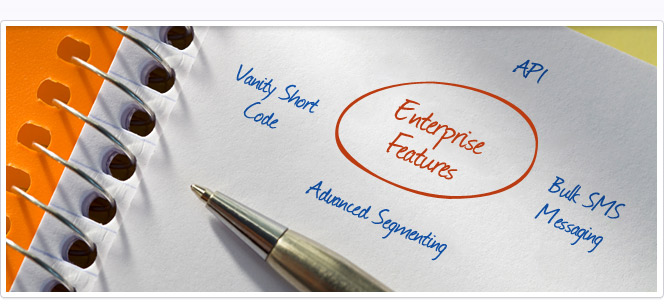 API
Vanity Short
Code
Enterprise
Features
Bulk SMS
Messaging
Advanced Segmenting